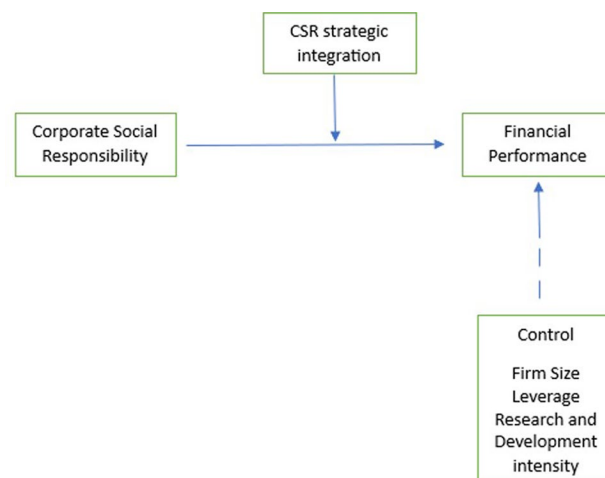 CSR strategic
integration
Corporate Social
Responsibility
Financial
Performance
Control
Firm Size
Leverage
Research and
Development
intensity